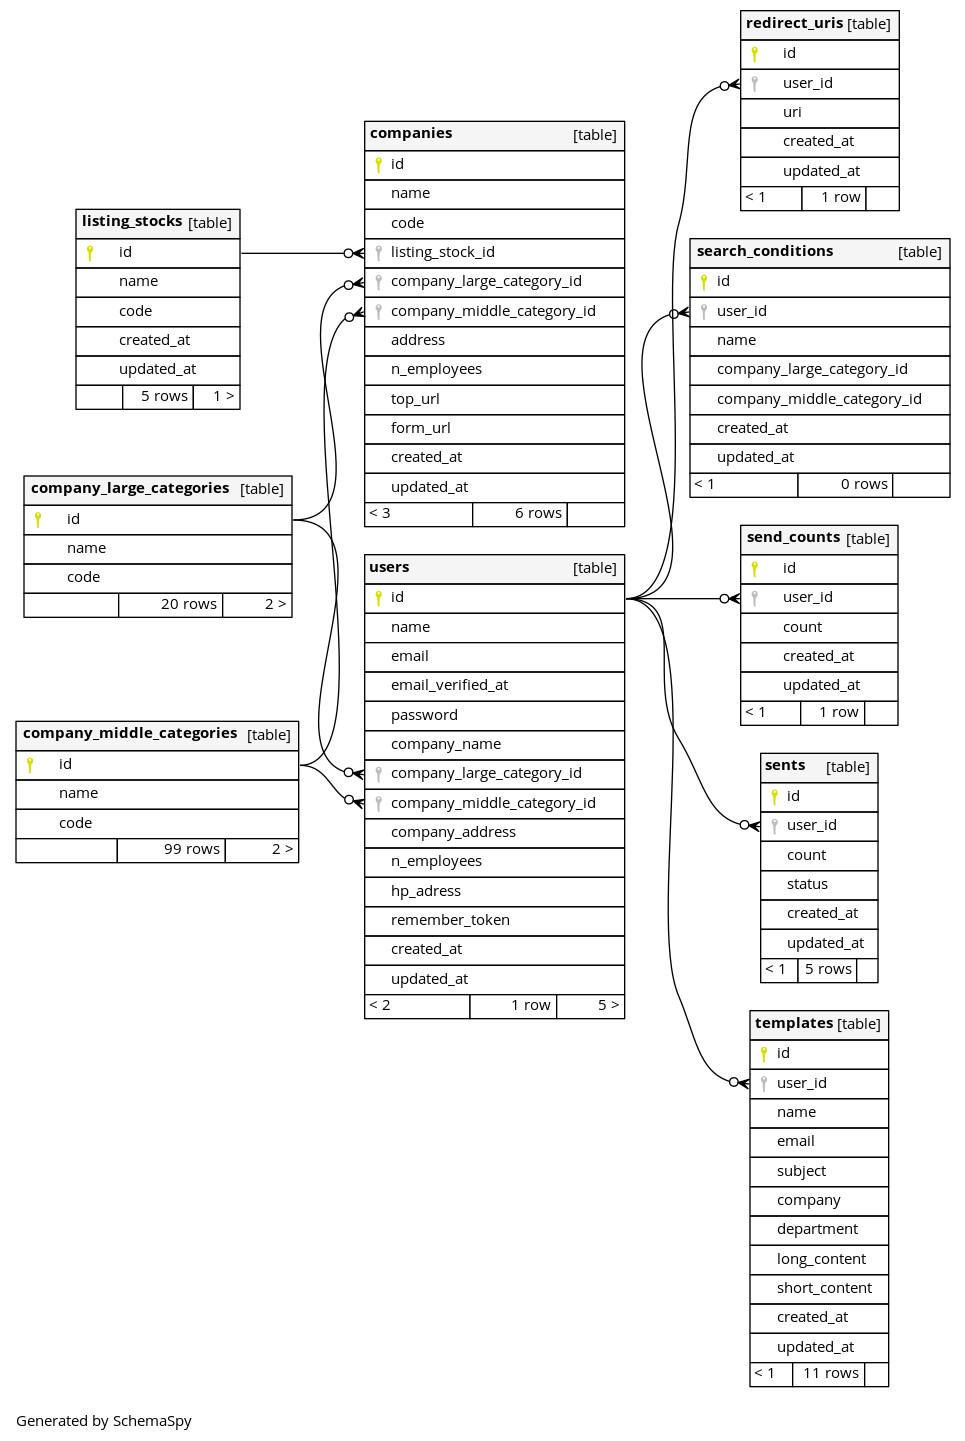 listing_stocks [table]
id
name
code
created_at
updated_at
5 rows 1 >
company_large_categories [table]
id
name
code
20 rows 2 >
company_middle_categories [table]
id
name
code
99 rows 2 >
companies [table]
id
name
code
listing_stock_id
company_large_category_id
company_middle_category_id
address
n_employees
top_url
form_url
created_at
updated_at
< 3 6 rows
users [table]
id
name
email
email_verified_at
password
company_name
company_large_category_id
company_middle_category_id
company_address
n_employees
hp_adress
remember_token
created_at
updated_at
< 2 1 row 5 >
redirect_uris [table]
id
user_id
uri
created_at
updated_at
< 1 1 row
search_conditions [table]
id
user_id
name
company_large_category_id
company_middle_category_id
created_at
updated_at
< 1 0 rows
send_counts [table]
id
user_id
count
created_at
updated_at
< 1 1 row
sents [table]
id
user_id
count
status
created_at
updated_at
< 1 5 rows
templates [table]
id
user_id
name
email
subject
company
department
long_content
short_content
created_at
updated_at
< 1 11 rows
Generated by SchemaSpy